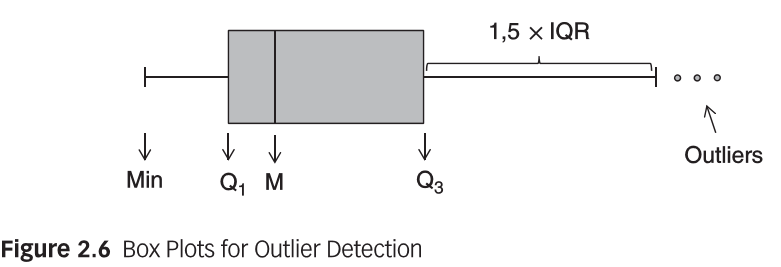 1,5 × IQR
Outliers
Min Q₁ M Q₃
Figure 2.6 Box Plots for Outlier Detection